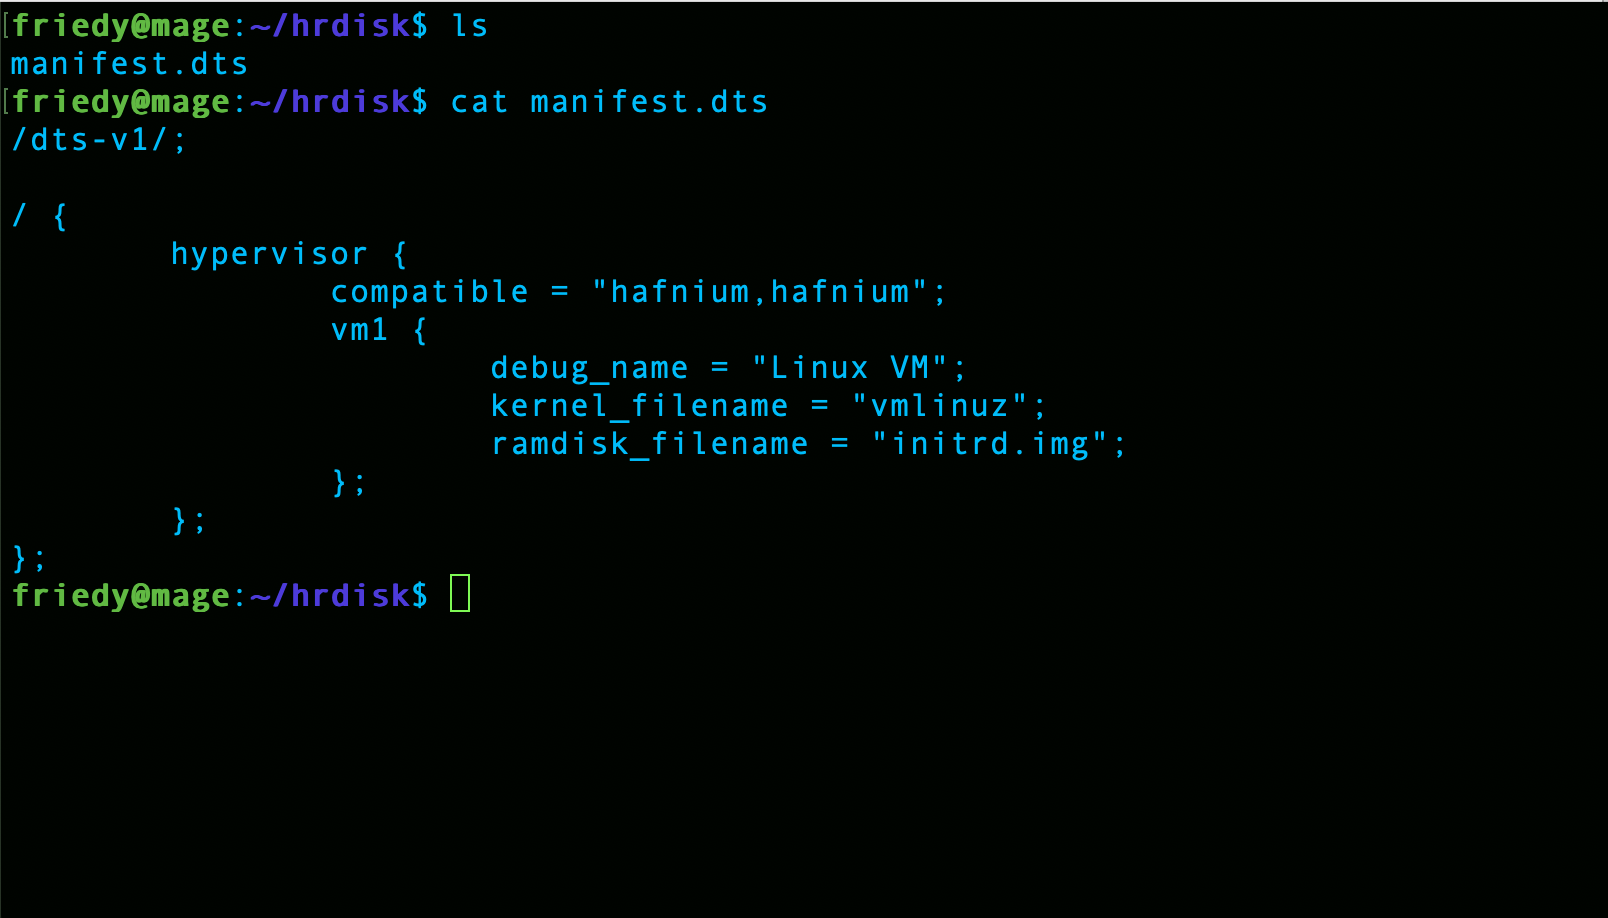 [friedy@mage:~/hrdisk$ ls
manifest.dts
[friedy@mage:~/hrdisk$ cat manifest.dts
/dts-v1/;

/ {
        hypervisor {
                compatible = "hafnium,hafnium";
                vm1 {
                        debug_name = "Linux VM";
                        kernel_filename = "vmlinuz";
                        ramdisk_filename = "initrd.img";
                };
        };
};
friedy@mage:~/hrdisk$